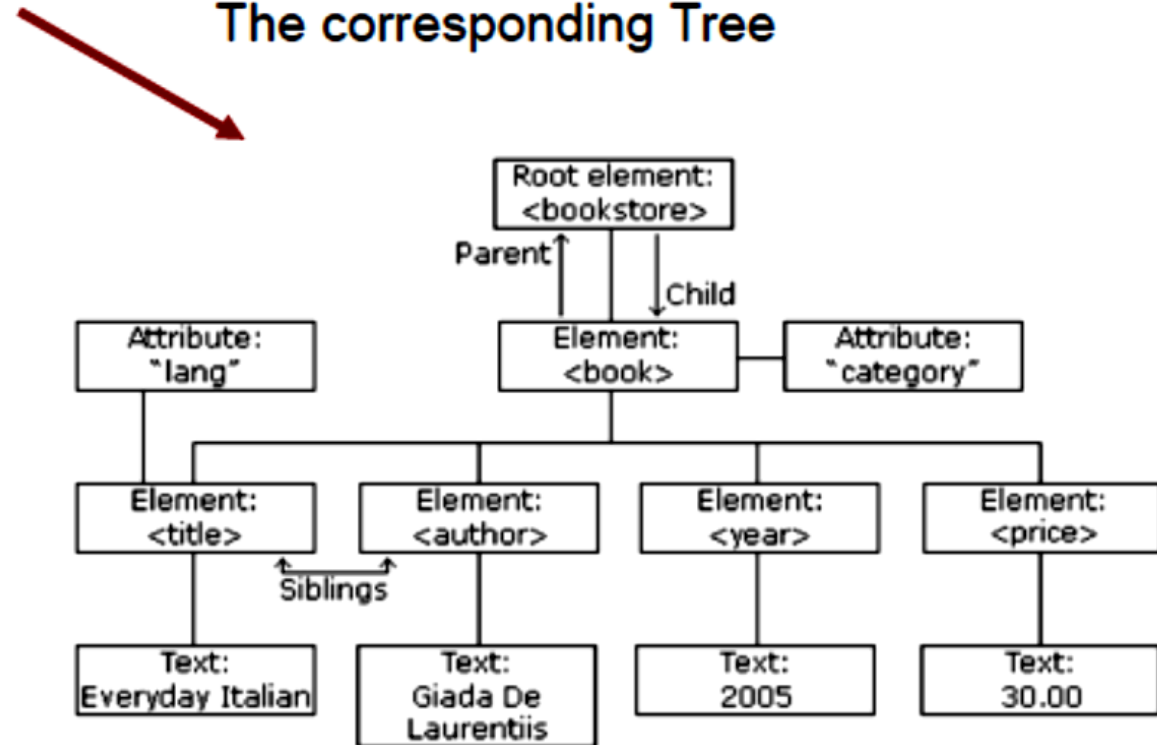 The corresponding Tree
Root element:
<bookstore>
Parent
Child
Attribute:
"lang"
Element:
<book>
Attribute:
"category"
Element:
<title>
Element:
<author>
Element:
<year>
Element:
<price>
Siblings
Text:
Everyday Italian
Text:
Giada De
Laurentiis
Text:
2005
Text:
30.00